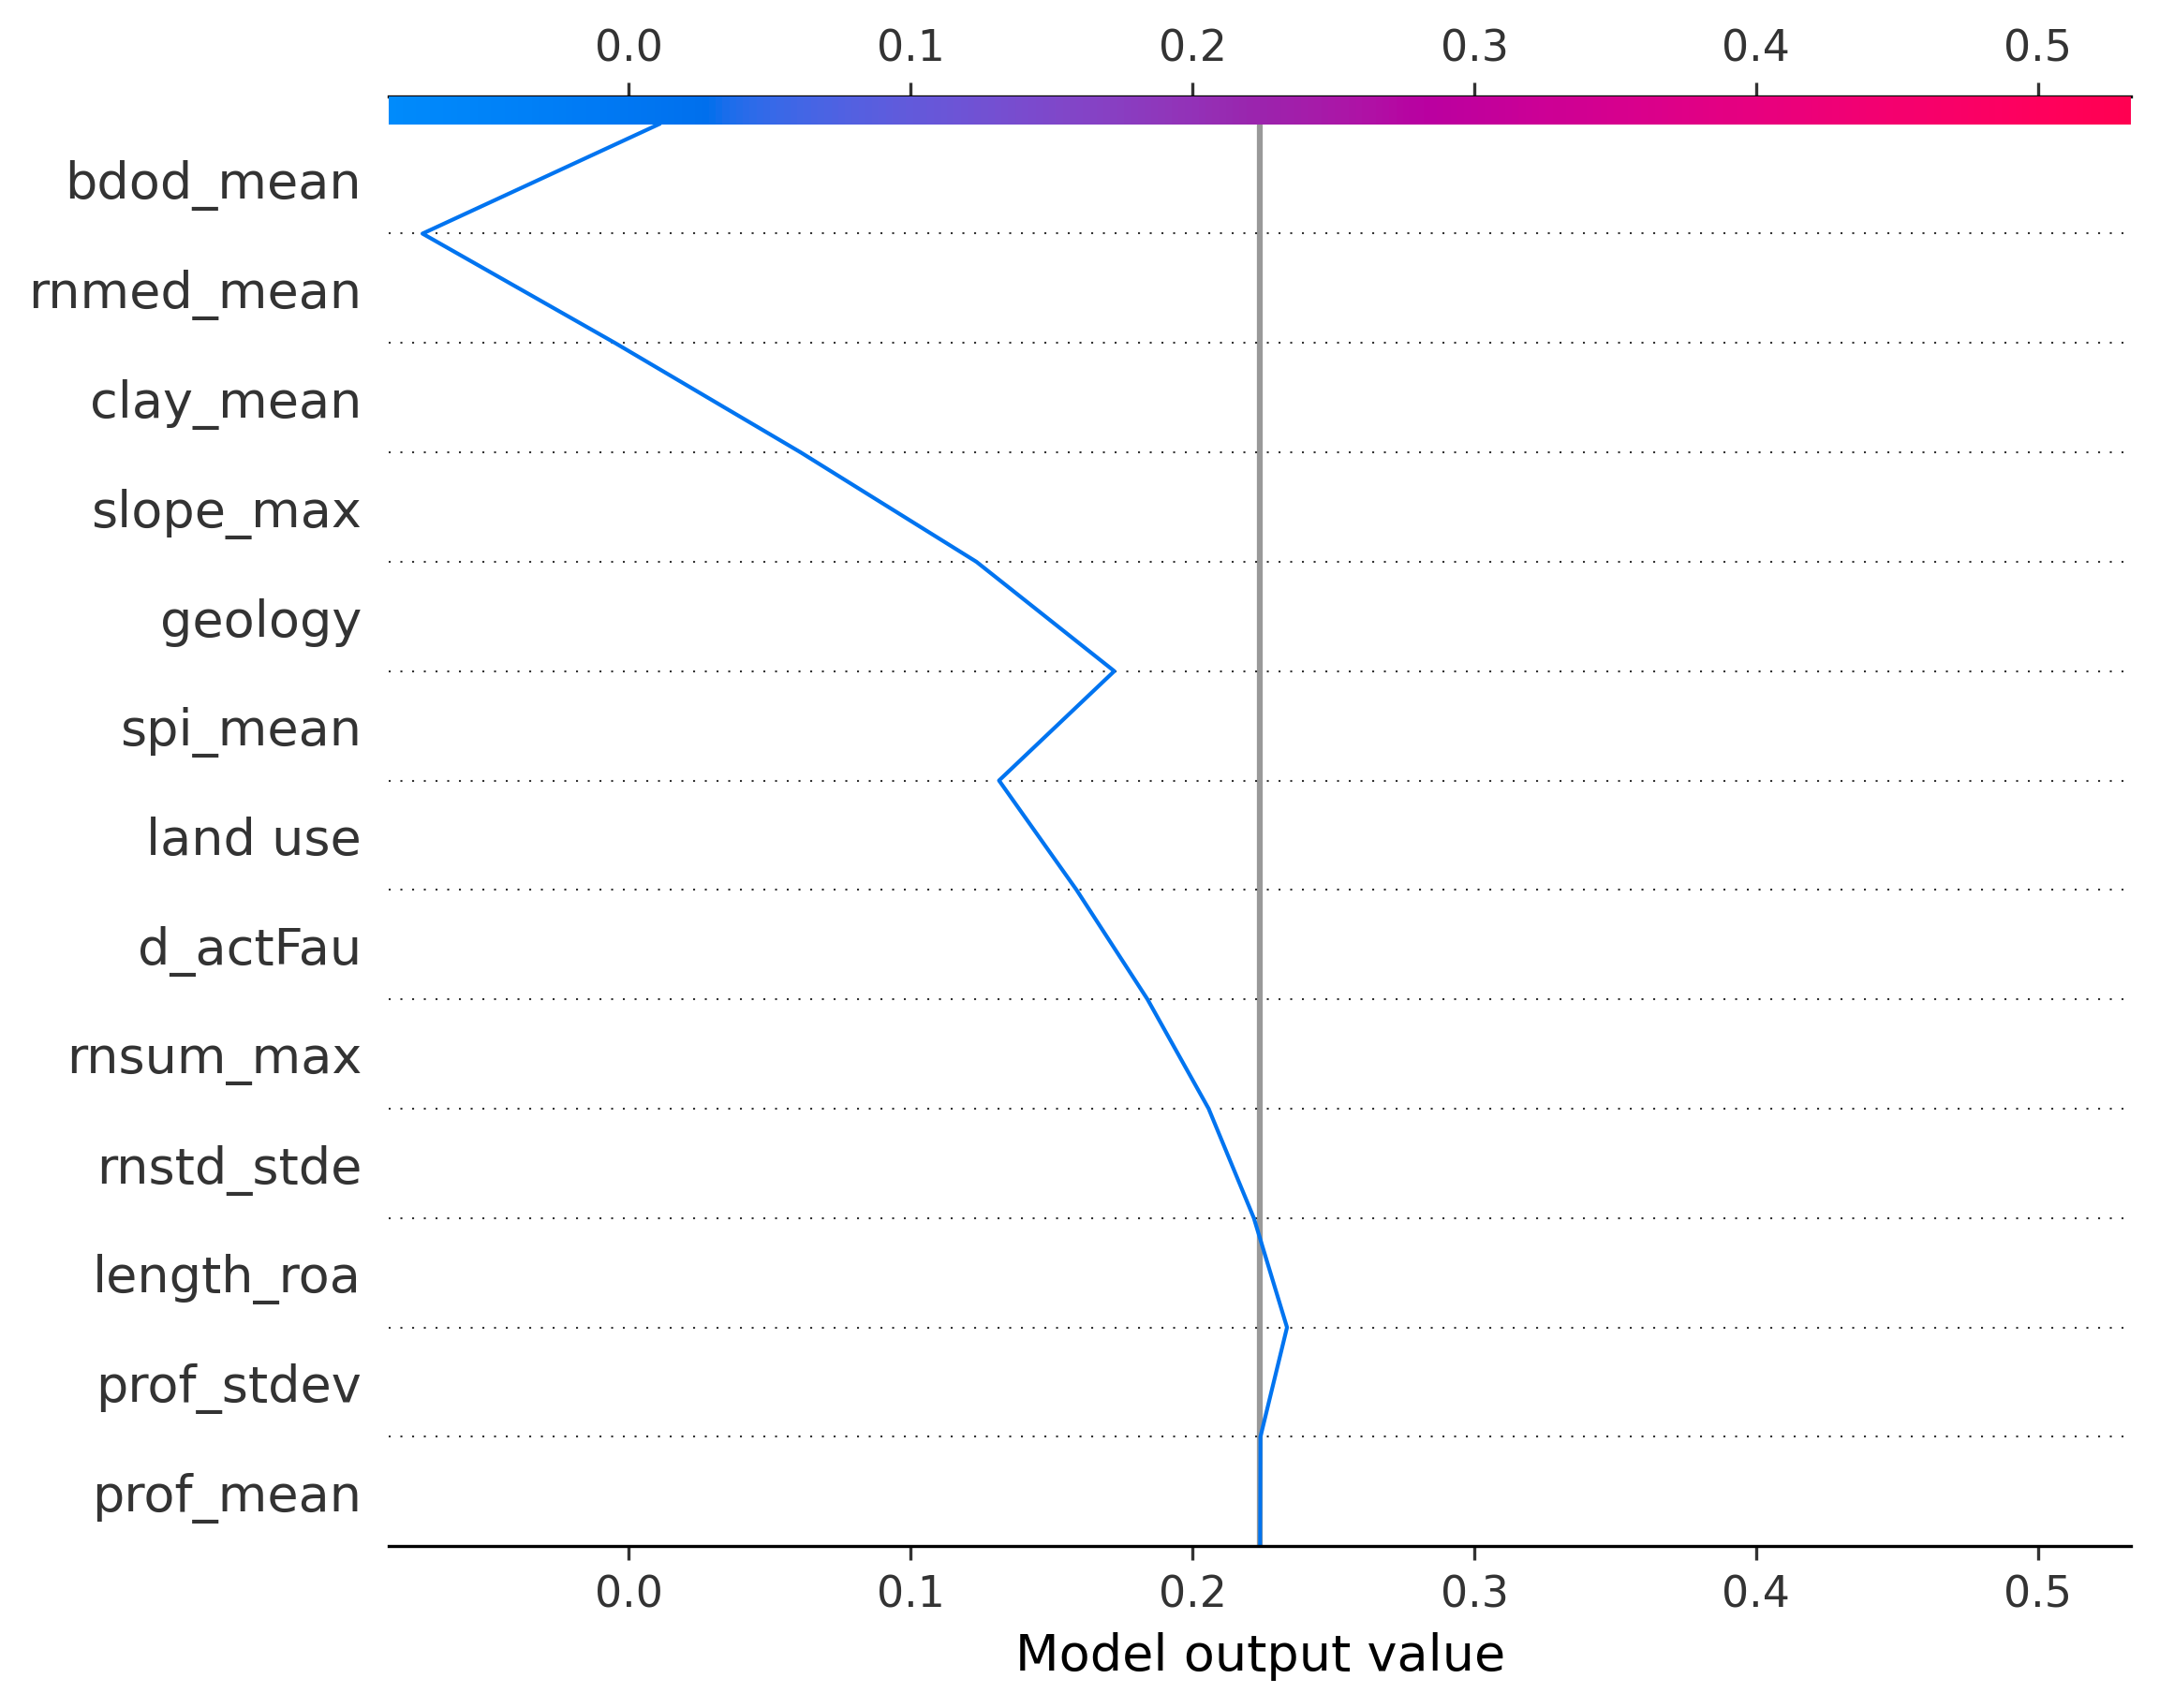 0.0 0.1 0.2 0.3 0.4 0.5
bdod_mean
rnmed_mean
clay_mean
slope_max
geology
spi_mean
land use
d_actFau
rnsum_max
rnstd_stde
length_roa
prof_stdev
prof_mean
0.0 0.1 0.2 0.3 0.4 0.5
Model output value